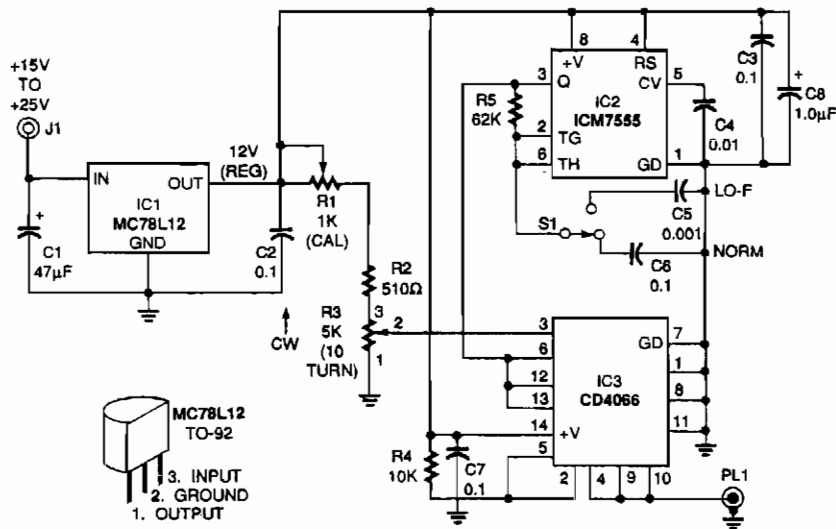 +15V
TO
+25V
J1
IN
OUT
IC1
MC78L12
GND
C1
47µF
12V
(REG)
C2
0.1
CW
R1
1K
(CAL)
R2
510Ω
R3
5K
(10
TURN)
3
2
1
8
4
+V
RS
3
Q
CV
5
IC2
ICM7555
2
TG
6
TH
GD
1
R5
62K
C4
0.01
C3
0.1
+
C8
1.0µF
S1
C5
0.001
LO-F
C6
0.1
NORM
3
6
12
13
14
+V
5
IC3
CD4066
GD
7
1
8
11
2
4
9
10
R4
10K
C7
0.1
PL1
+
MC78L12
TO-92
3. INPUT
2. GROUND
1. OUTPUT